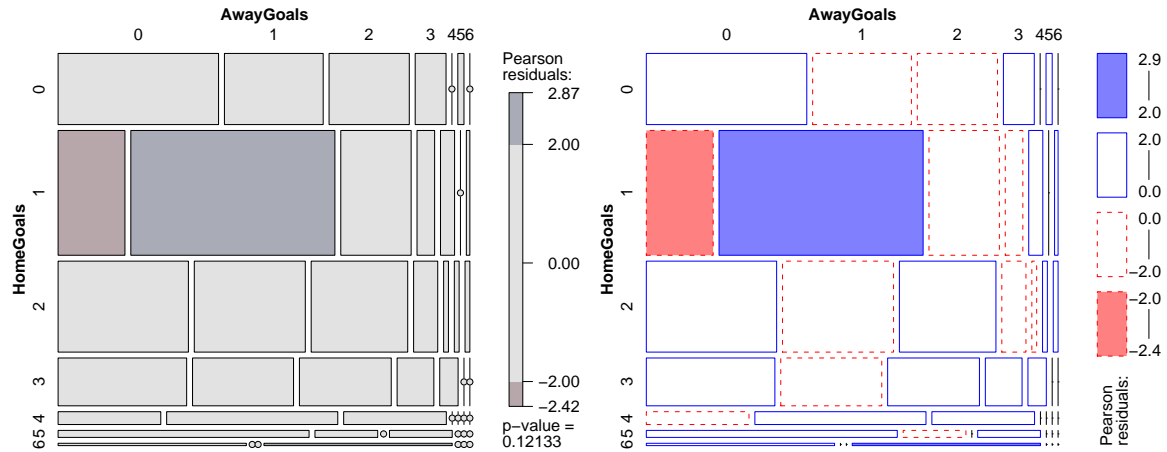 AwayGoals
0 1 2 3 456
HomeGoals
0
1
2
3
4
65
Pearson
residuals:
2.87
2.00
0.00
−2.00
−2.42
p−value =
0.12133
AwayGoals
0 1 2 3 456
HomeGoals
0
1
2
3
4
65
2.9
2.0
2.0
0.0
0.0
−2.0
−2.0
−2.4
Pearson
residuals: